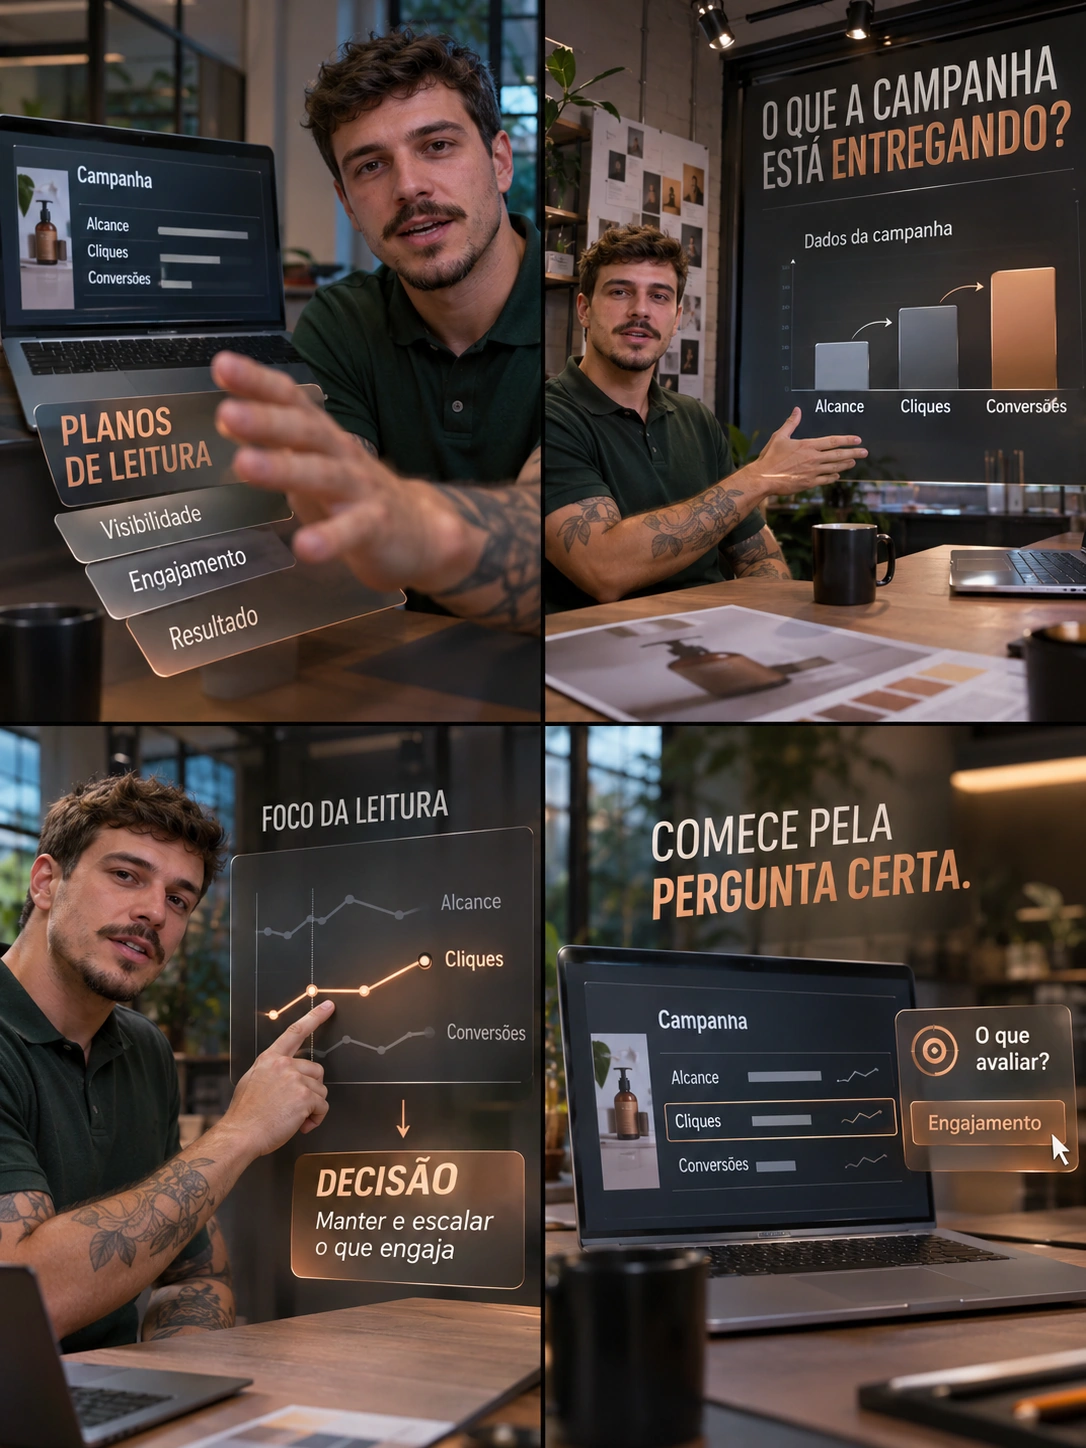 Campanha
Alcance
Cliques
Conversões
PLANOS
DE LEITURA
Visibilidade
Engajamento
Resultado
O QUE A CAMPANHA
ESTÁ ENTREGANDO?
Dados da campanha
Alcance
Cliques
Conversões
FOCO DA LEITURA
Alcance
Cliques
Conversões
DECISÃO
Manter e escalar
o que engaja
COMECE PELA
PERGUNTA CERTA.
Campanha
Alcance
Cliques
Conversões
O que
avaliar?
Engajamento